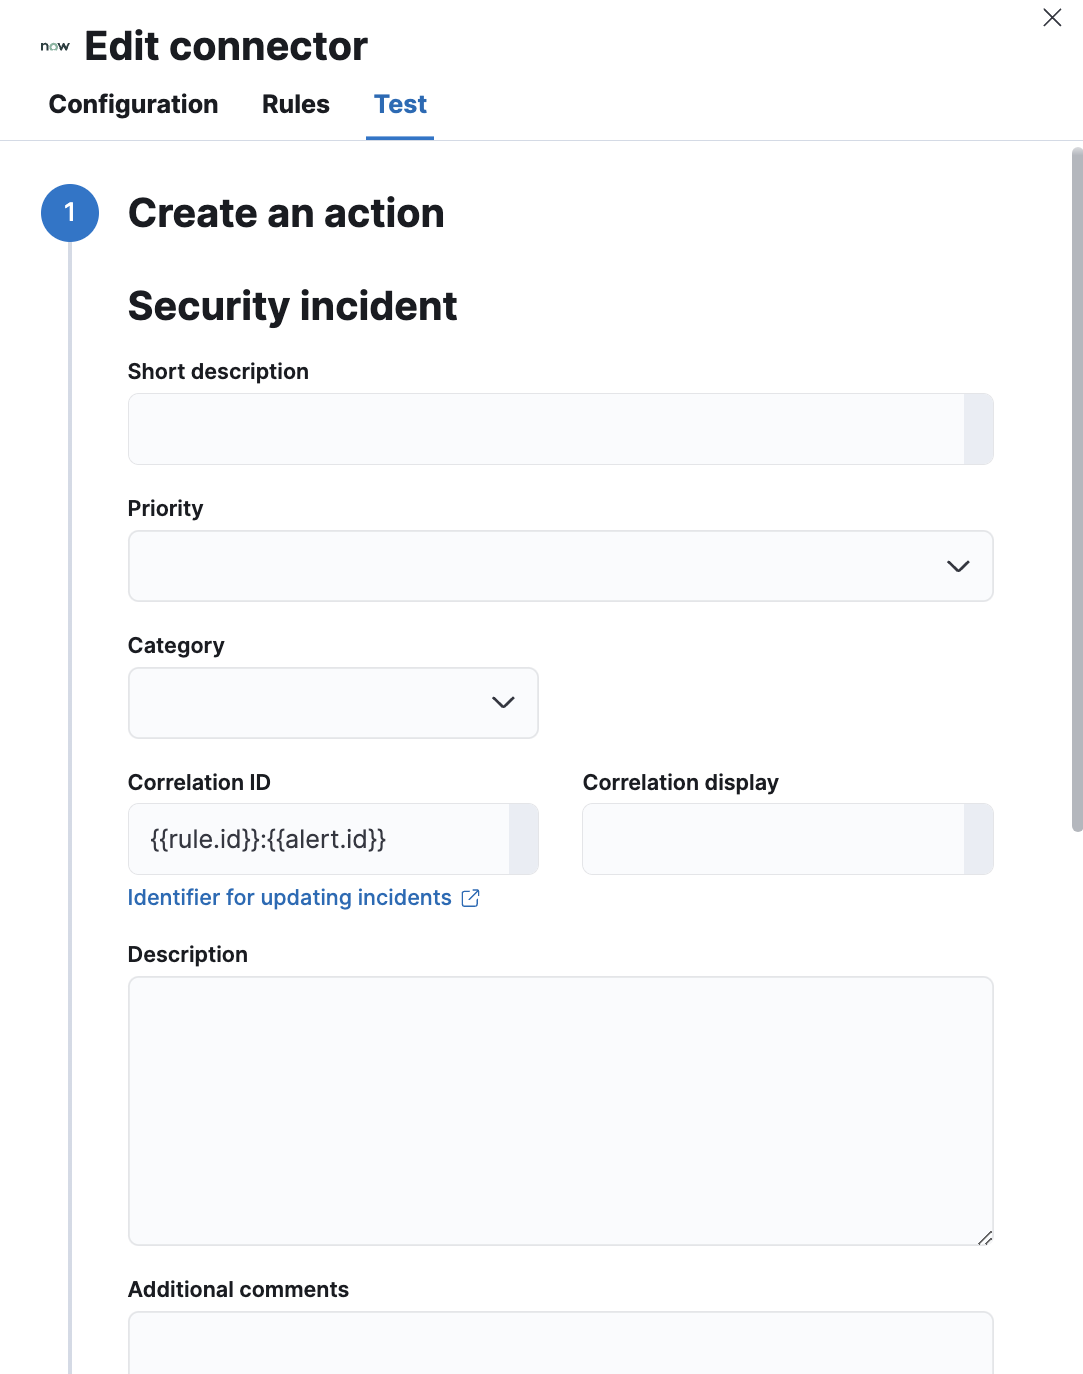 now Edit connector
Configuration Rules Test
1 Create an action
Security incident
Short description
Priority
Category
Correlation ID Correlation display
{{rule.id}}:{{alert.id}}
Identifier for updating incidents
Description
Additional comments